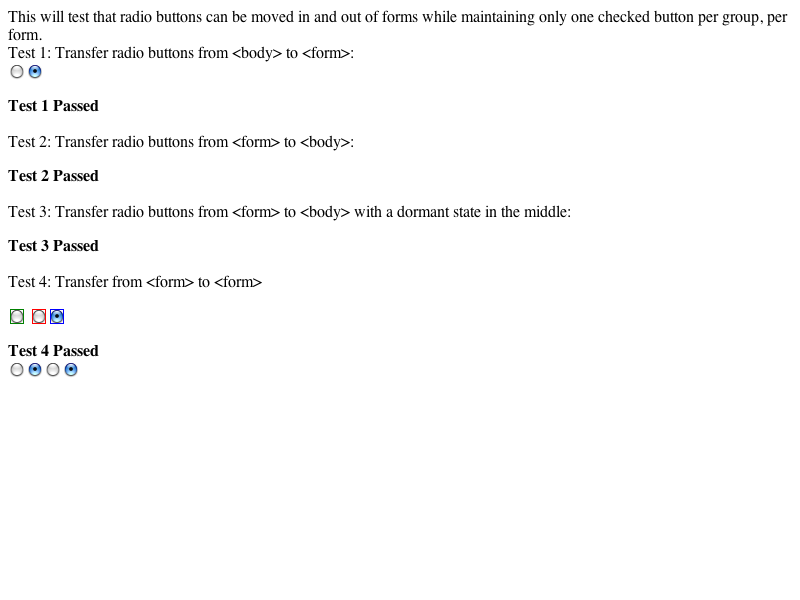 This will test that radio buttons can be moved in and out of forms while maintaining only one checked button per group, per
form.
Test 1: Transfer radio buttons from <body> to <form>:
Test 1 Passed
Test 2: Transfer radio buttons from <form> to <body>:
Test 2 Passed
Test 3: Transfer radio buttons from <form> to <body> with a dormant state in the middle:
Test 3 Passed
Test 4: Transfer from <form> to <form>
Test 4 Passed